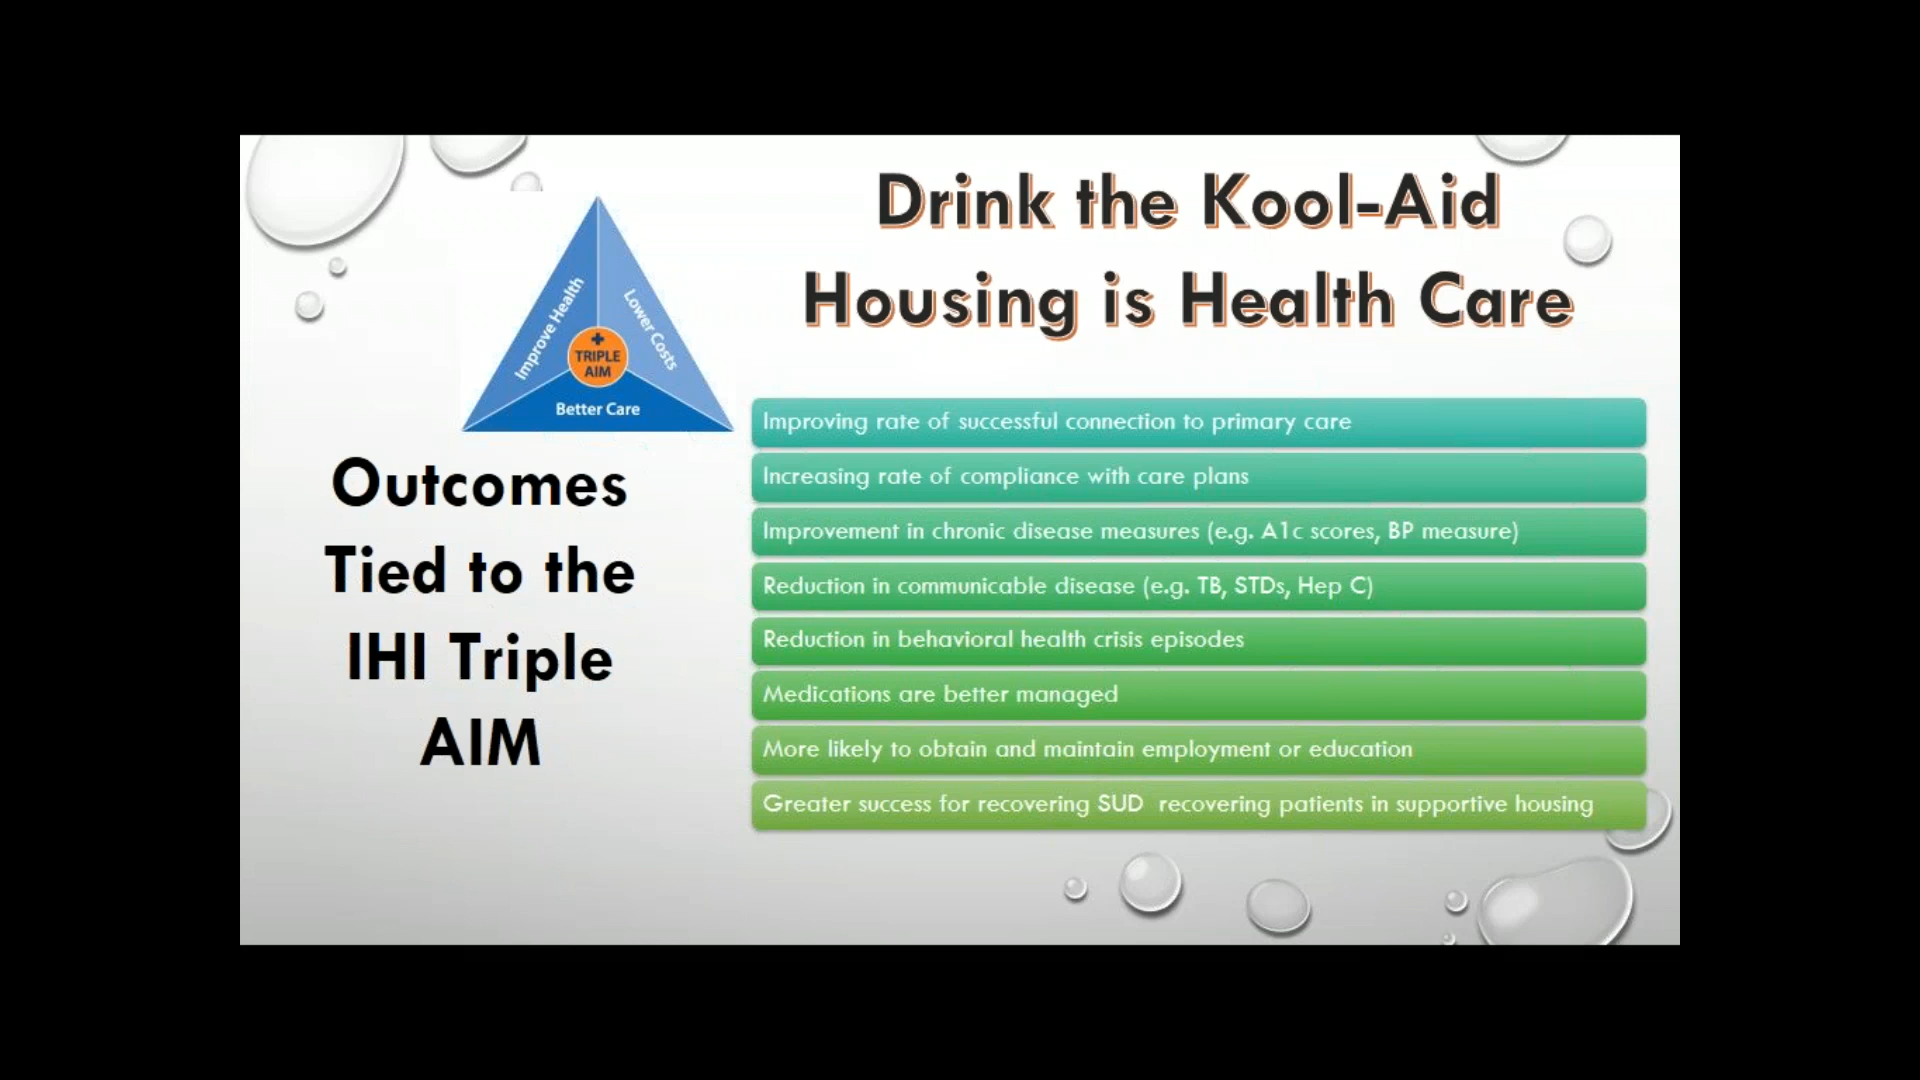 Drink the Kool-Aid
Housing is Health Care
Improve Health
Lower Costs
TRIPLE
AIM
Better Care
Outcomes
Tied to the
IHI Triple
AIM
Improving rate of successful connection to primary care
Increasing rate of compliance with care plans
Improvement in chronic disease measures (e.g. A1c scores, BP measure)
Reduction in communicable disease (e.g. TB, STDs, Hep C)
Reduction in behavioral health crisis episodes
Medications are better managed
More likely to obtain and maintain employment or education
Greater success for recovering SUD  recovering patients in supportive housing